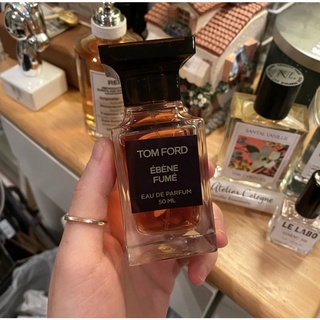 TOM FORD
ÉBÈNE
FUMÉ
EAU DE PARFUM
50 ML
SANTAL VANILLE
Atelier Cologne
LE LABO